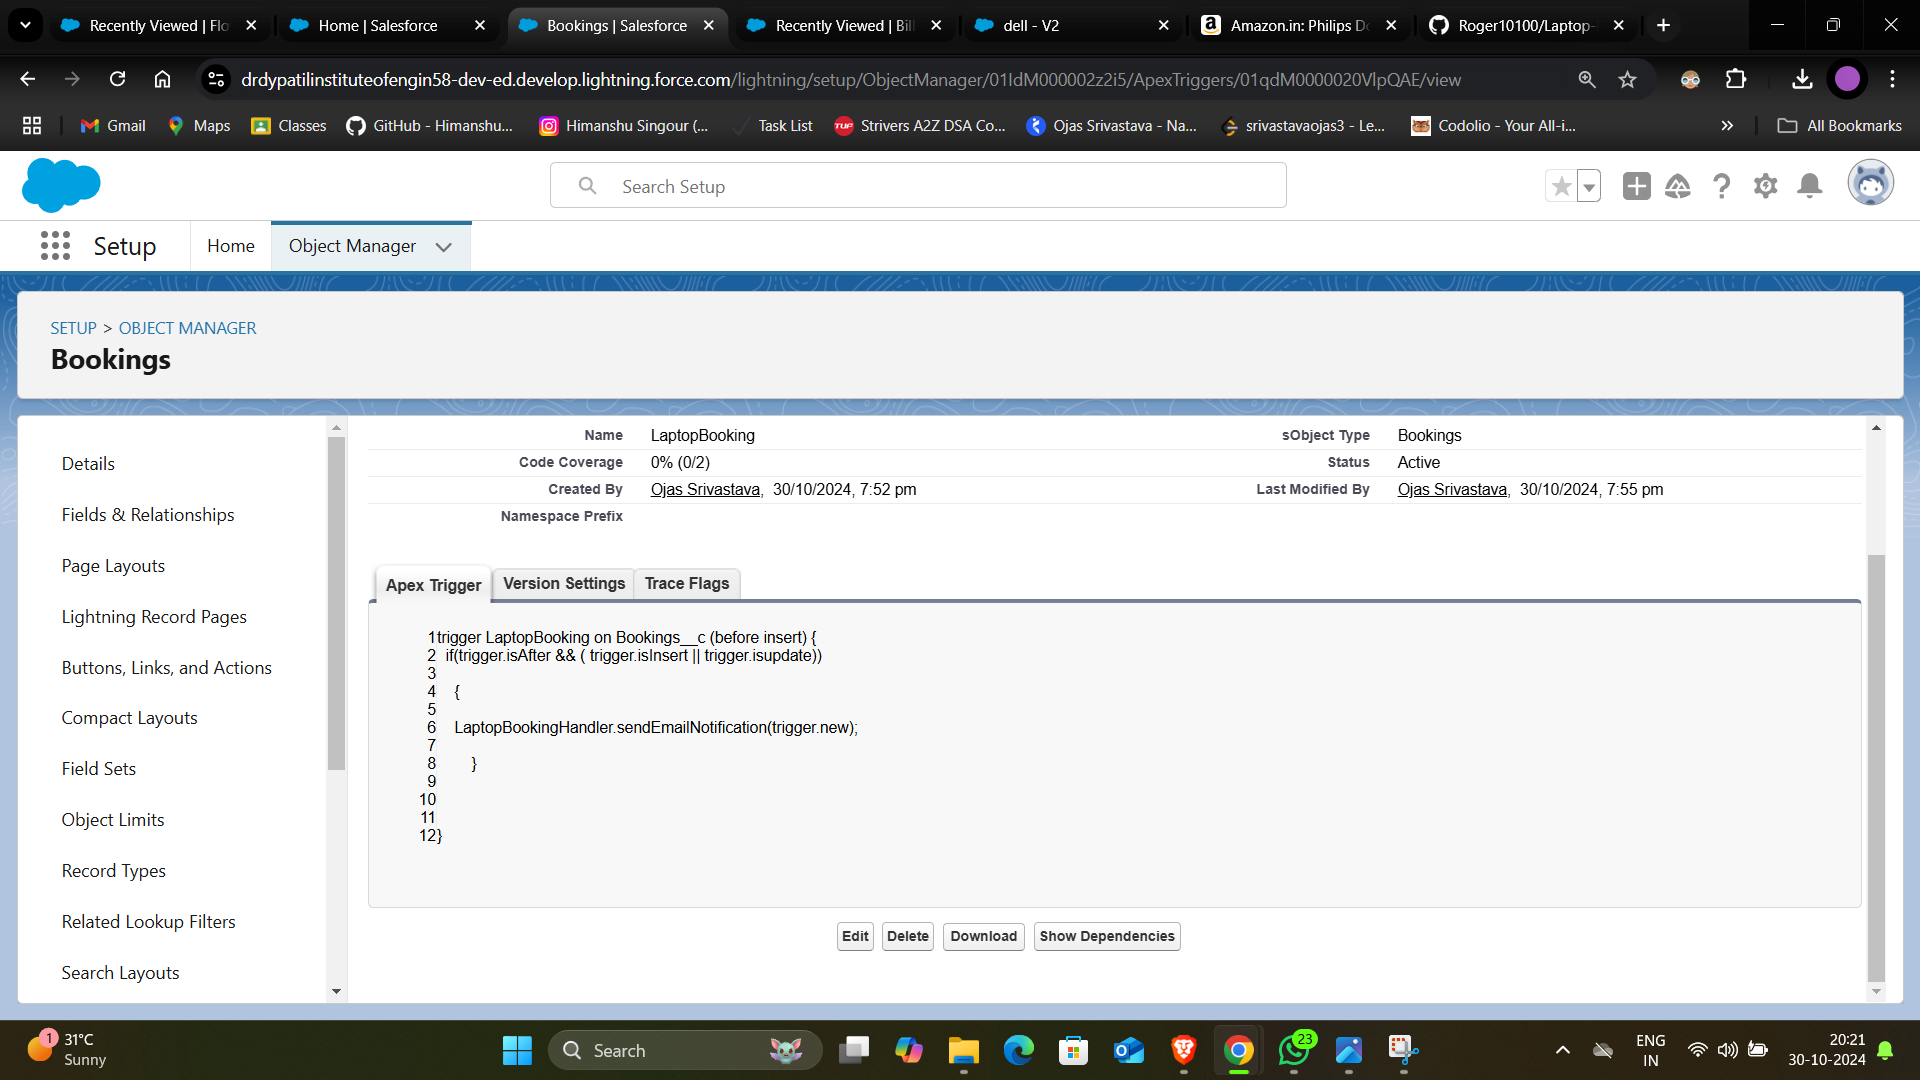 Recently Viewed | Flo
Home | Salesforce
Bookings | Salesforce
Recently Viewed | Bill
dell - V2
Amazon.in: Philips Do
Roger10100/Laptop-
drdypatilinstituteofengin58-dev-ed.develop.lightning.force.com/lightning/setup/ObjectManager/01IdM000002z2i5/ApexTriggers/01qdM0000020VlpQAE/view
Gmail
Maps
Classes
GitHub - Himanshu...
Himanshu Singour (...
Task List
TUF
Strivers A2Z DSA Co...
Ojas Srivastava - Na...
srivastavaojas3 - Le...
Codolio - Your All-i...
All Bookmarks
Search Setup
Setup
Home
Object Manager
SETUP > OBJECT MANAGER
Bookings
Details
Fields & Relationships
Page Layouts
Lightning Record Pages
Buttons, Links, and Actions
Compact Layouts
Field Sets
Object Limits
Record Types
Related Lookup Filters
Search Layouts
Name LaptopBooking
sObject Type Bookings
Code Coverage 0% (0/2)
Status Active
Created By Ojas Srivastava, 30/10/2024, 7:52 pm
Last Modified By Ojas Srivastava, 30/10/2024, 7:55 pm
Namespace Prefix
Apex Trigger
Version Settings
Trace Flags
1 trigger LaptopBooking on Bookings__c (before insert) {
2 if(trigger.isAfter && ( trigger.isInsert || trigger.isupdate))
3
4 {
5
6 LaptopBookingHandler.sendEmailNotification(trigger.new);
7
8 }
9
10
11
12 }
Edit
Delete
Download
Show Dependencies
1
31°C
Sunny
Search
23
ENG
IN
20:21
30-10-2024